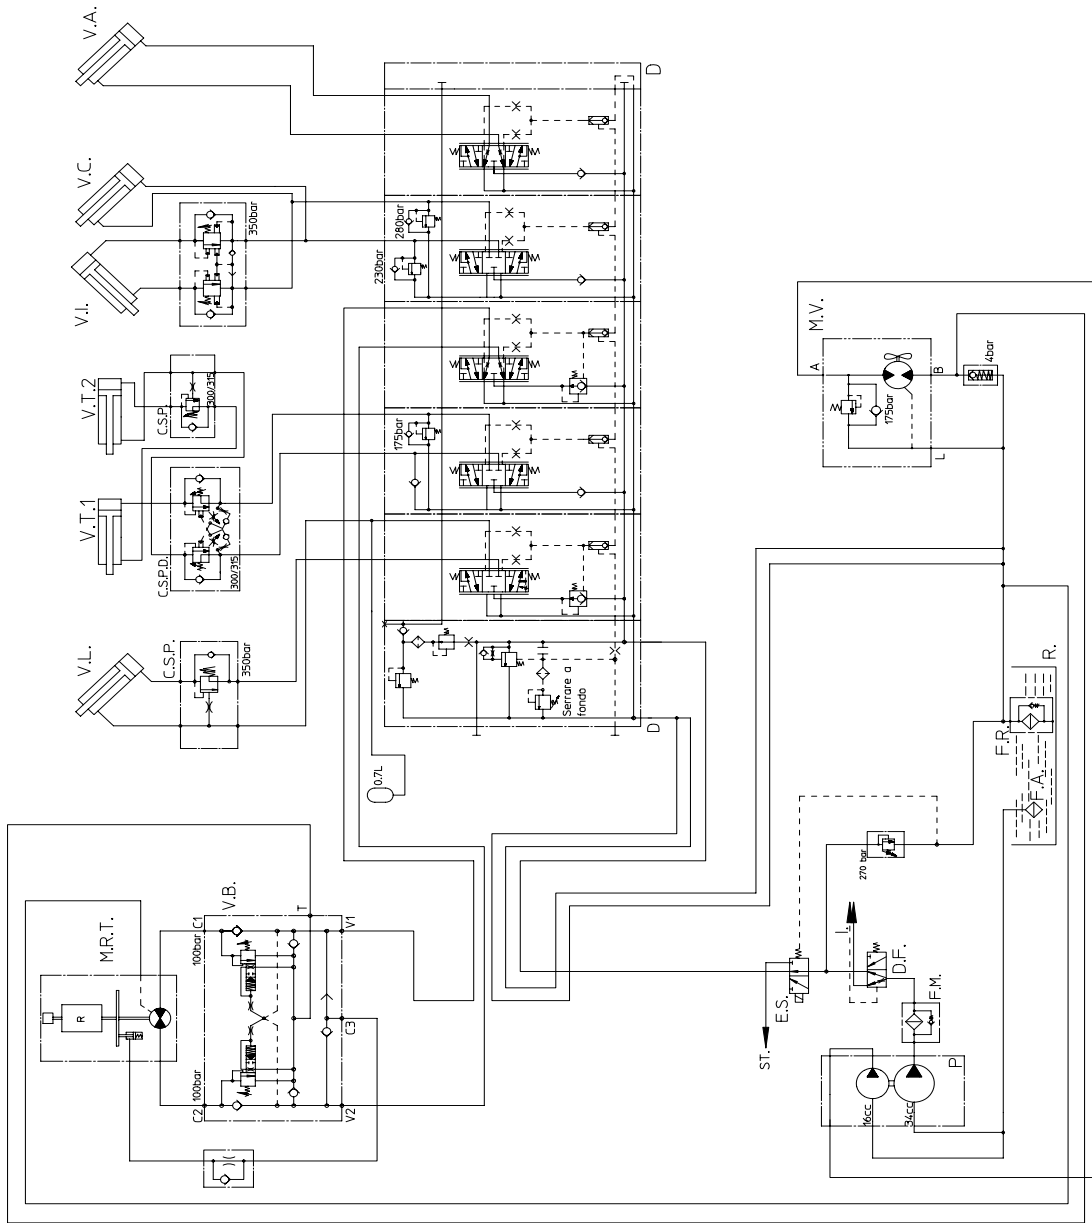 V.A.
V.C.
V.I.
350bar
V.T.2
C.S.P.
300/315
V.T.1
C.S.P.D.
300/315
V.L.
C.S.P.
350bar
D
280bar
230bar
175bar
Serrare a
fondo
D
0.7L
M.V.
A
B
4bar
175bar
L
R.
F.R.
F.A.
270 bar
I.
D.F.
E.S.
ST.
F.M.
P
16cc
34cc
M.R.T.
R
V.B.
C1
100bar
T
V1
C3
C2
100bar
V2